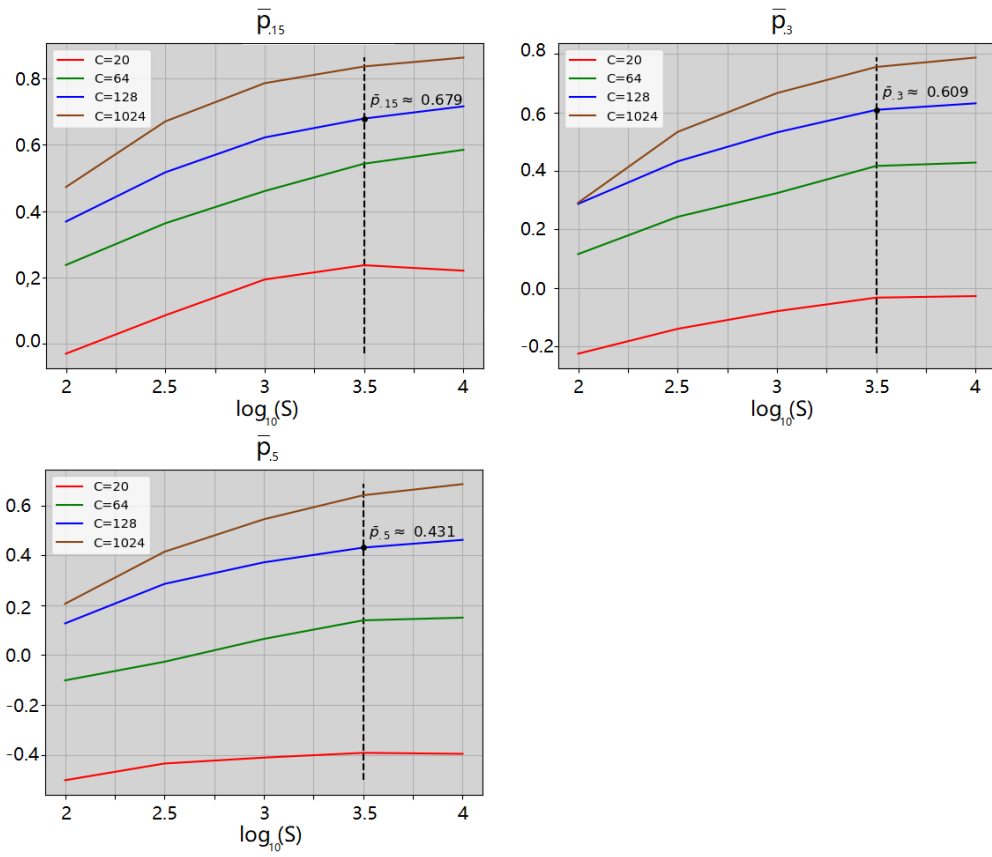 p̅.15
C=20
C=64
C=128
C=1024
p̄.15 ≈ 0.679
0.8
0.6
0.4
0.2
0.0
2 2.5 3 3.5 4
log10(S)
p̅.3
C=20
C=64
C=128
C=1024
p̄.3 ≈ 0.609
0.8
0.6
0.4
0.2
0.0
-0.2
2 2.5 3 3.5 4
log10(S)
p̅.5
C=20
C=64
C=128
C=1024
p̄.5 ≈ 0.431
0.6
0.4
0.2
0.0
-0.2
-0.4
2 2.5 3 3.5 4
log10(S)